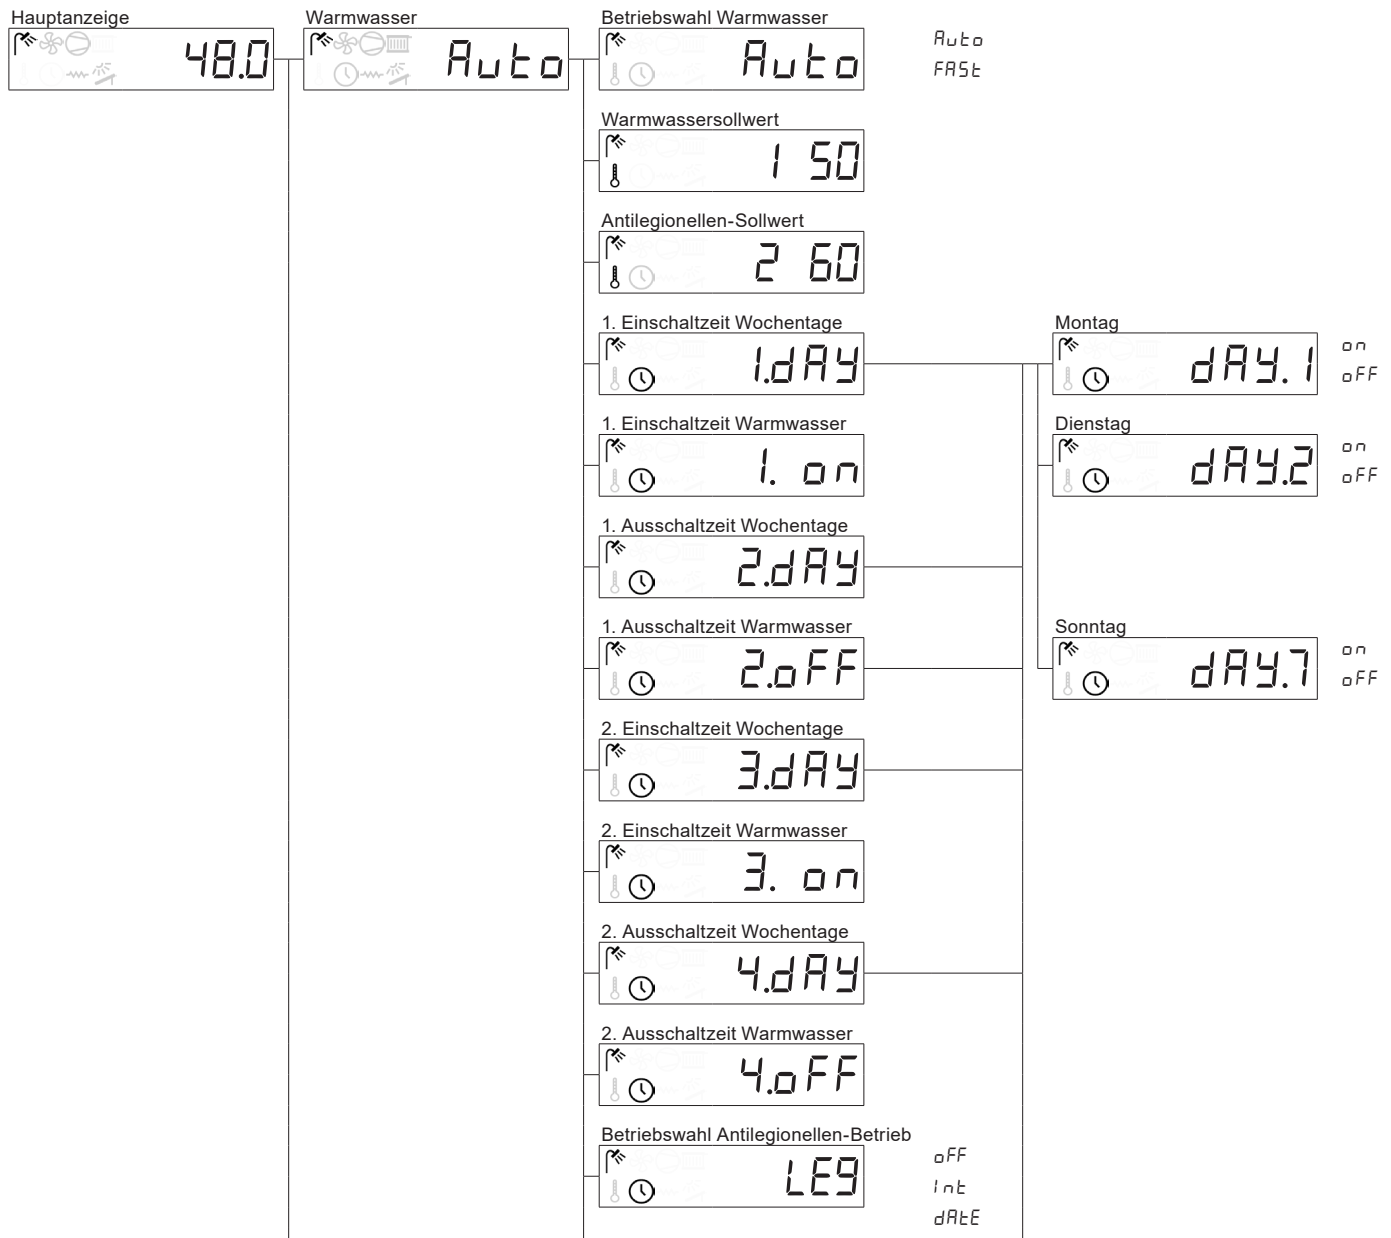 Hauptanzeige
48.0
Warmwasser
Auto
Betriebswahl Warmwasser
Auto
Auto
FASt
Warmwassersollwert
1 50
Antilegionellen-Sollwert
2 60
1. Einschaltzeit Wochentage
1.dAY
Montag
dAY.1
on
oFF
1. Einschaltzeit Warmwasser
1. on
Dienstag
dAY.2
on
oFF
1. Ausschaltzeit Wochentage
2.dAY
1. Ausschaltzeit Warmwasser
2.oFF
Sonntag
dAY.7
on
oFF
2. Einschaltzeit Wochentage
3.dAY
2. Einschaltzeit Warmwasser
3. on
2. Ausschaltzeit Wochentage
4.dAY
2. Ausschaltzeit Warmwasser
4.oFF
Betriebswahl Antilegionellen-Betrieb
LEg
oFF
Int
dAtE